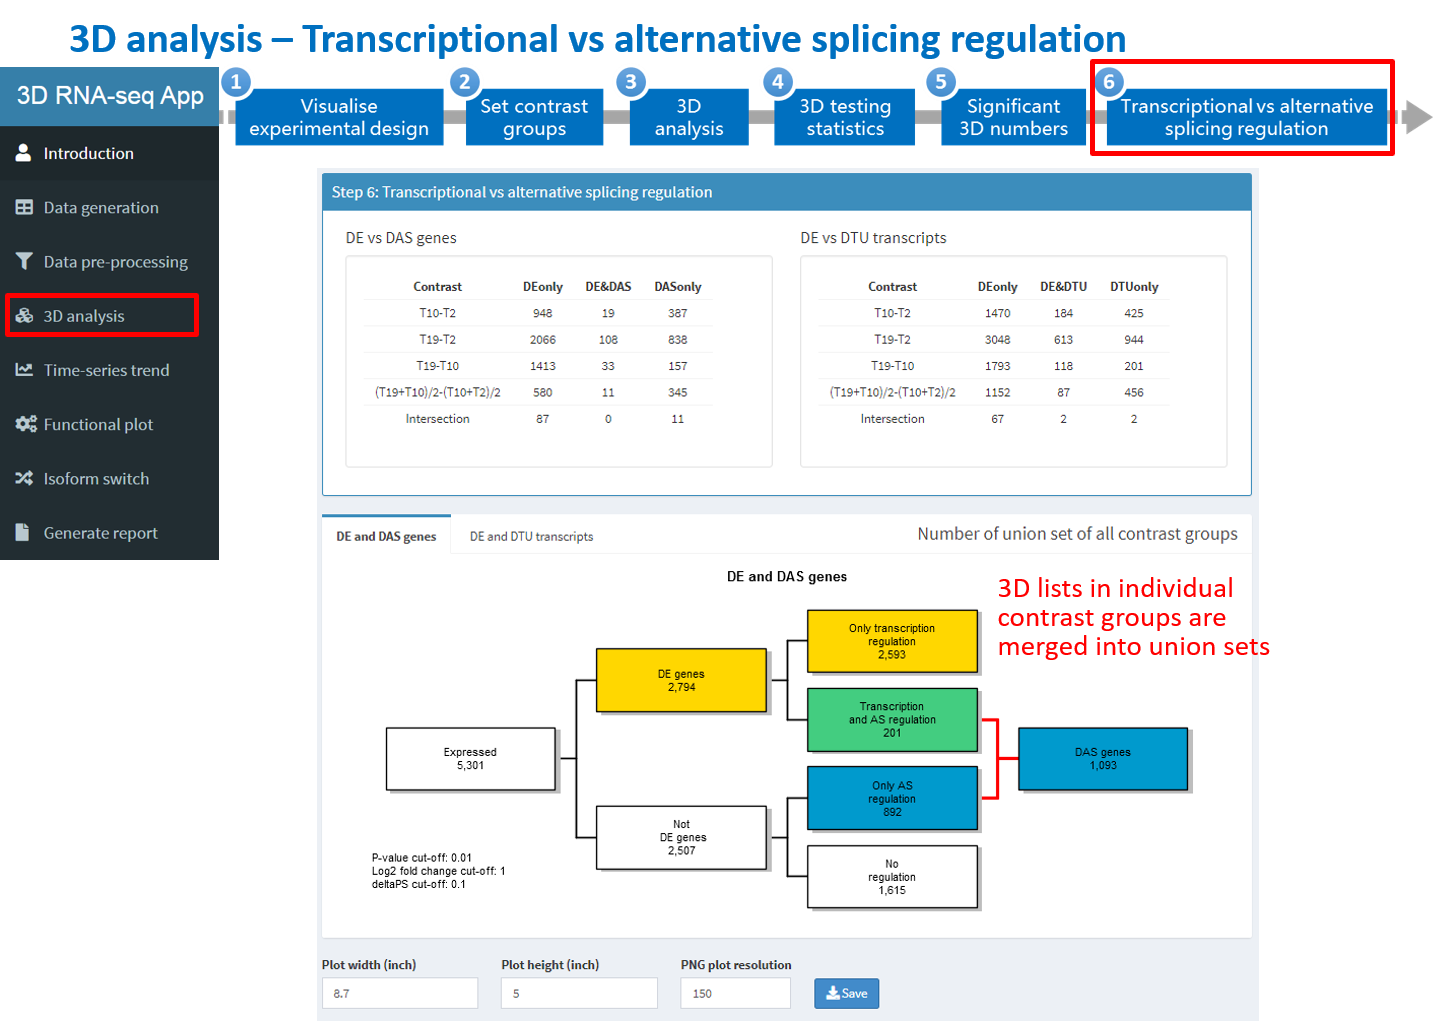 3D analysis – Transcriptional vs alternative splicing regulation
3D RNA-seq App
Introduction
Data generation
Data pre-processing
3D analysis
Time-series trend
Functional plot
Isoform switch
Generate report
1
Visualise
experimental design
2
Set contrast
groups
3
3D
analysis
4
3D testing
statistics
5
Significant
3D numbers
6
Transcriptional vs alternative
splicing regulation
Step 6: Transcriptional vs alternative splicing regulation
DE vs DAS genes
Contrast DEonly DE&DAS DASonly
T10-T2 948 19 387
T19-T2 2066 108 838
T19-T10 1413 33 157
(T19+T10)/2-(T10+T2)/2 580 11 345
Intersection 87 0 11
DE vs DTU transcripts
Contrast DEonly DE&DTU DTUonly
T10-T2 1470 184 425
T19-T2 3048 613 944
T19-T10 1793 118 201
(T19+T10)/2-(T10+T2)/2 1152 87 456
Intersection 67 2 2
DE and DAS genes
DE and DTU transcripts
Number of union set of all contrast groups
DE and DAS genes
3D lists in individual
contrast groups are
merged into union sets
Expressed
5,301
DE genes
2,794
Not
DE genes
2,507
Only transcription
regulation
2,593
Transcription
and AS regulation
201
Only AS
regulation
892
No
regulation
1,615
DAS genes
1,093
P-value cut-off: 0.01
Log2 fold change cut-off: 1
deltaPS cut-off: 0.1
Plot width (inch)
8.7
Plot height (inch)
5
PNG plot resolution
150
Save